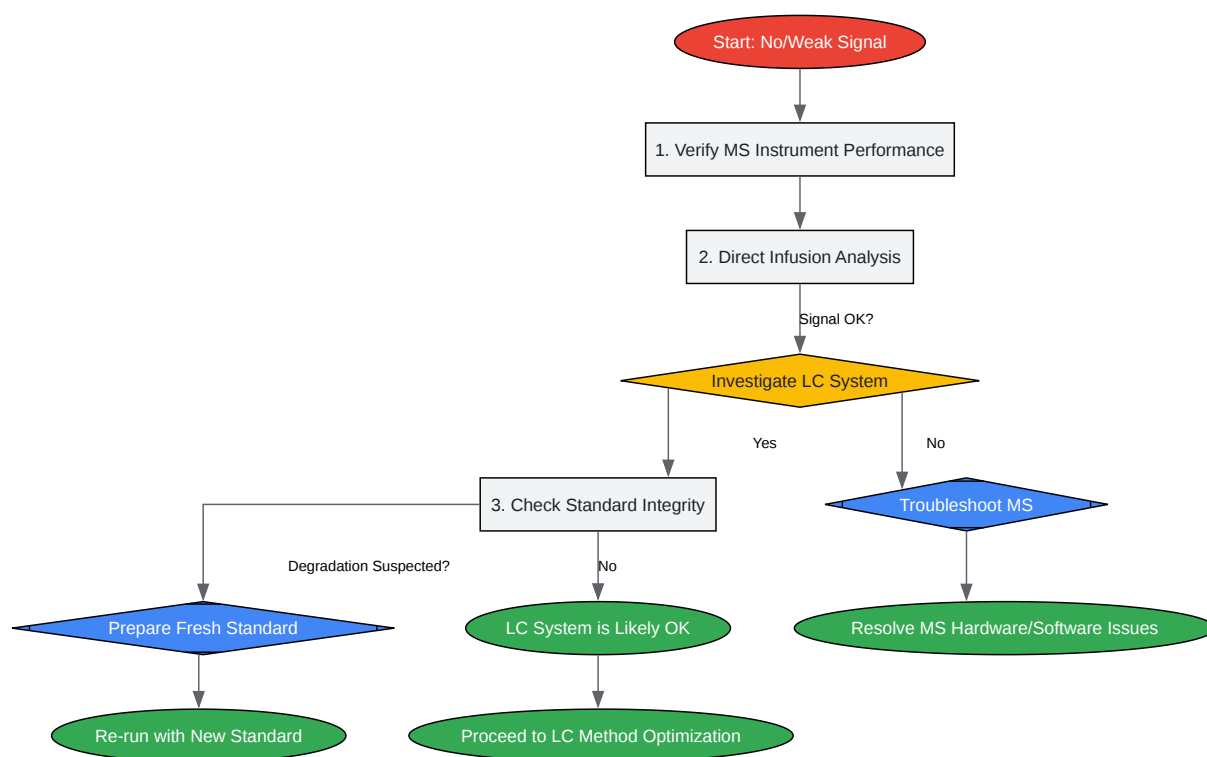 Start: No/Weak Signal
1. Verify MS Instrument Performance
2. Direct Infusion Analysis
Signal OK?
Investigate LC System
Yes
No
3. Check Standard Integrity
Troubleshoot MS
Degradation Suspected?
No
Prepare Fresh Standard
LC System is Likely OK
Resolve MS Hardware/Software Issues
Re-run with New Standard
Proceed to LC Method Optimization